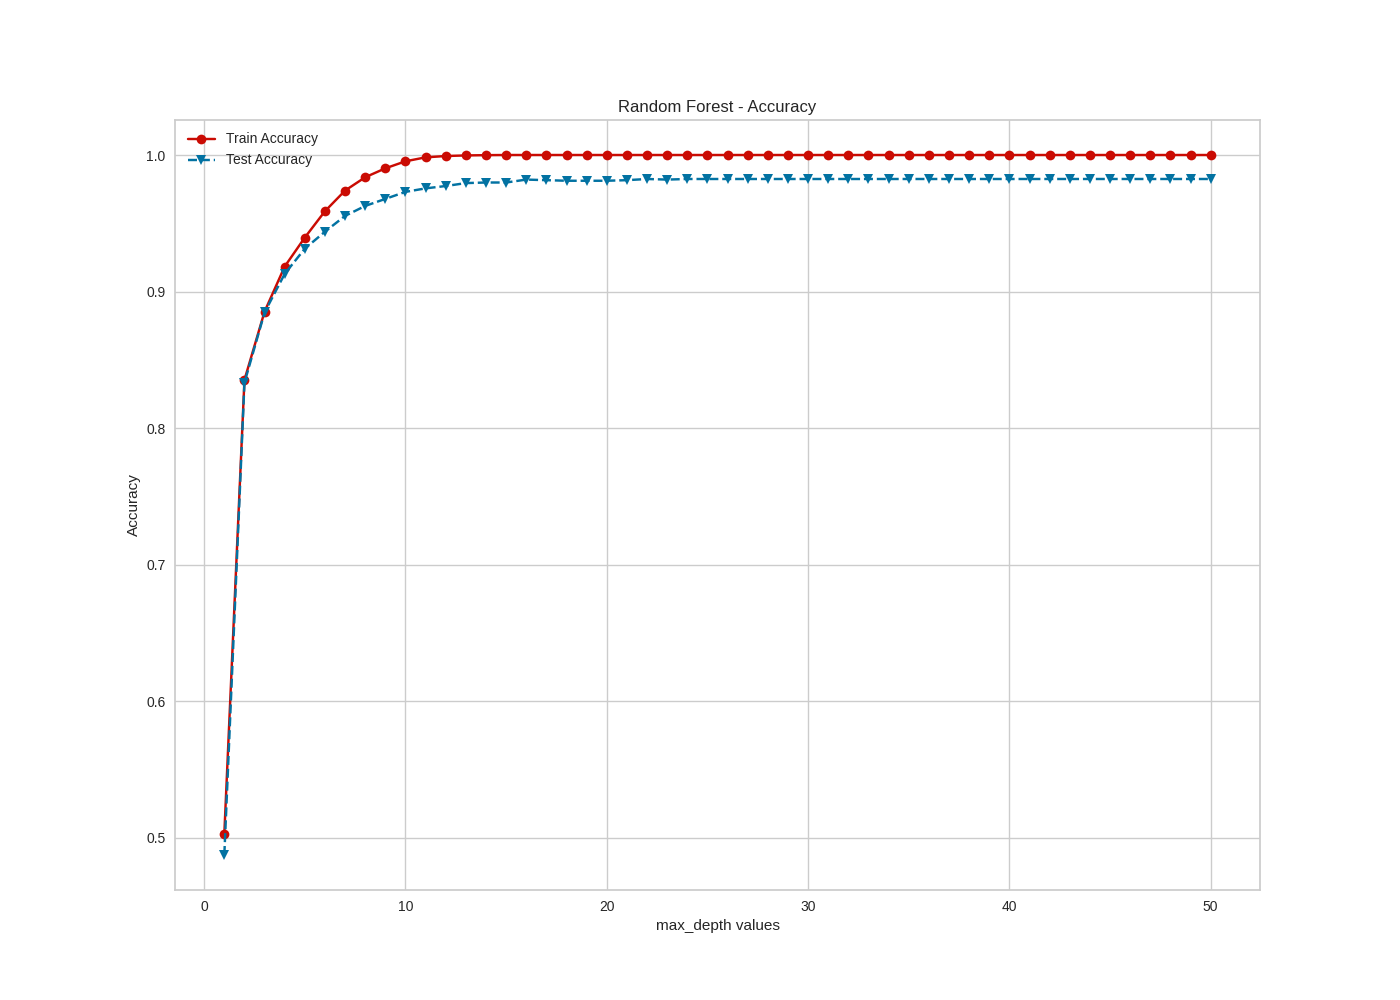 Random Forest - Accuracy
Train Accuracy
Test Accuracy
1.0
0.9
0.8
0.7
0.6
0.5
Accuracy
0 10 20 30 40 50
max_depth values